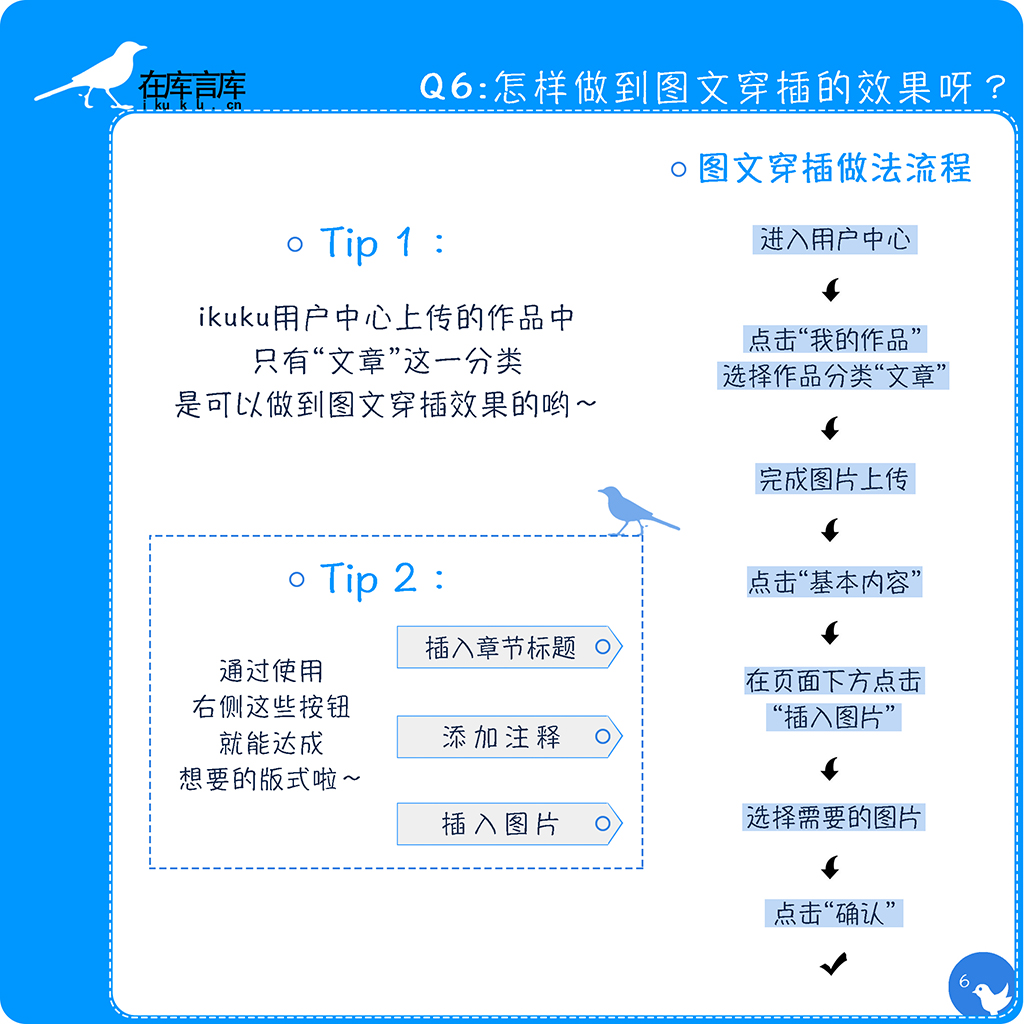 在库言库
ikuku.cn
Q6:怎样做到图文穿插的效果呀？
Tip 1：
ikuku用户中心上传的作品中
只有“文章”这一分类
是可以做到图文穿插效果的哟～
Tip 2：
通过使用
右侧这些按钮
就能达成
想要的版式啦～
插入章节标题
添加注释
插入图片
图文穿插做法流程
进入用户中心
点击“我的作品”
选择作品分类“文章”
完成图片上传
点击“基本内容”
在页面下方点击
“插入图片”
选择需要的图片
点击“确认”
6